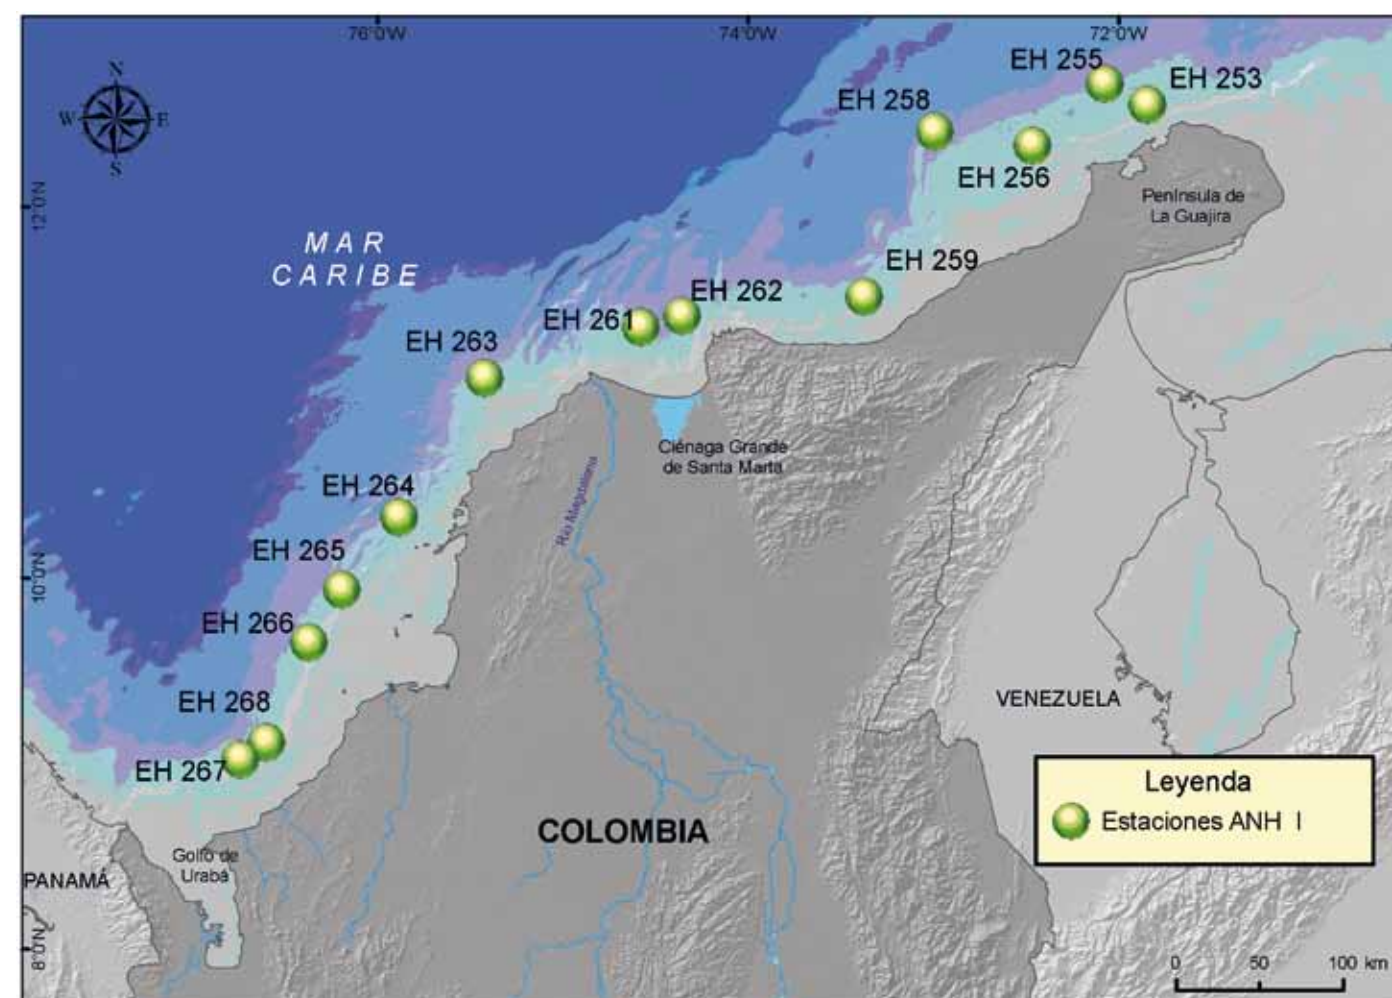 76°0'W
74°0'W
72°0'W
N
W
E
S
EH 255
EH 253
EH 258
EH 256
Península de
La Guajira
12°0'N
MAR
CARIBE
EH 259
EH 262
EH 261
EH 263
Ciénaga Grande
de Santa Marta
EH 264
Río Magdalena
EH 265
10°0'N
EH 266
EH 268
VENEZUELA
EH 267
Leyenda
Estaciones ANH I
COLOMBIA
Golfo de
Urabá
PANAMÁ
8°0'N
0 50 100 km